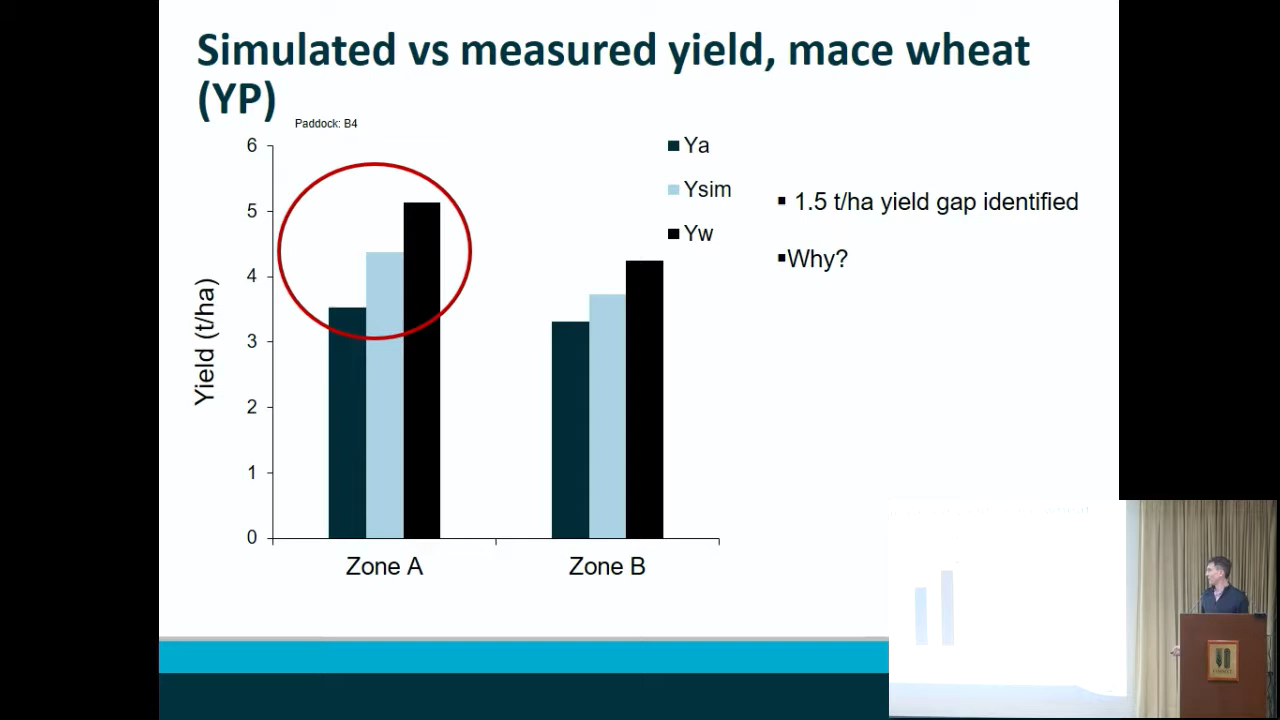 Simulated vs measured yield, mace wheat
(YP)
Paddock: B4
Yield (t/ha)
6
5
4
3
2
1
0
Zone A
Zone B
Ya
Ysim
Yw
▪ 1.5 t/ha yield gap identified
▪Why?